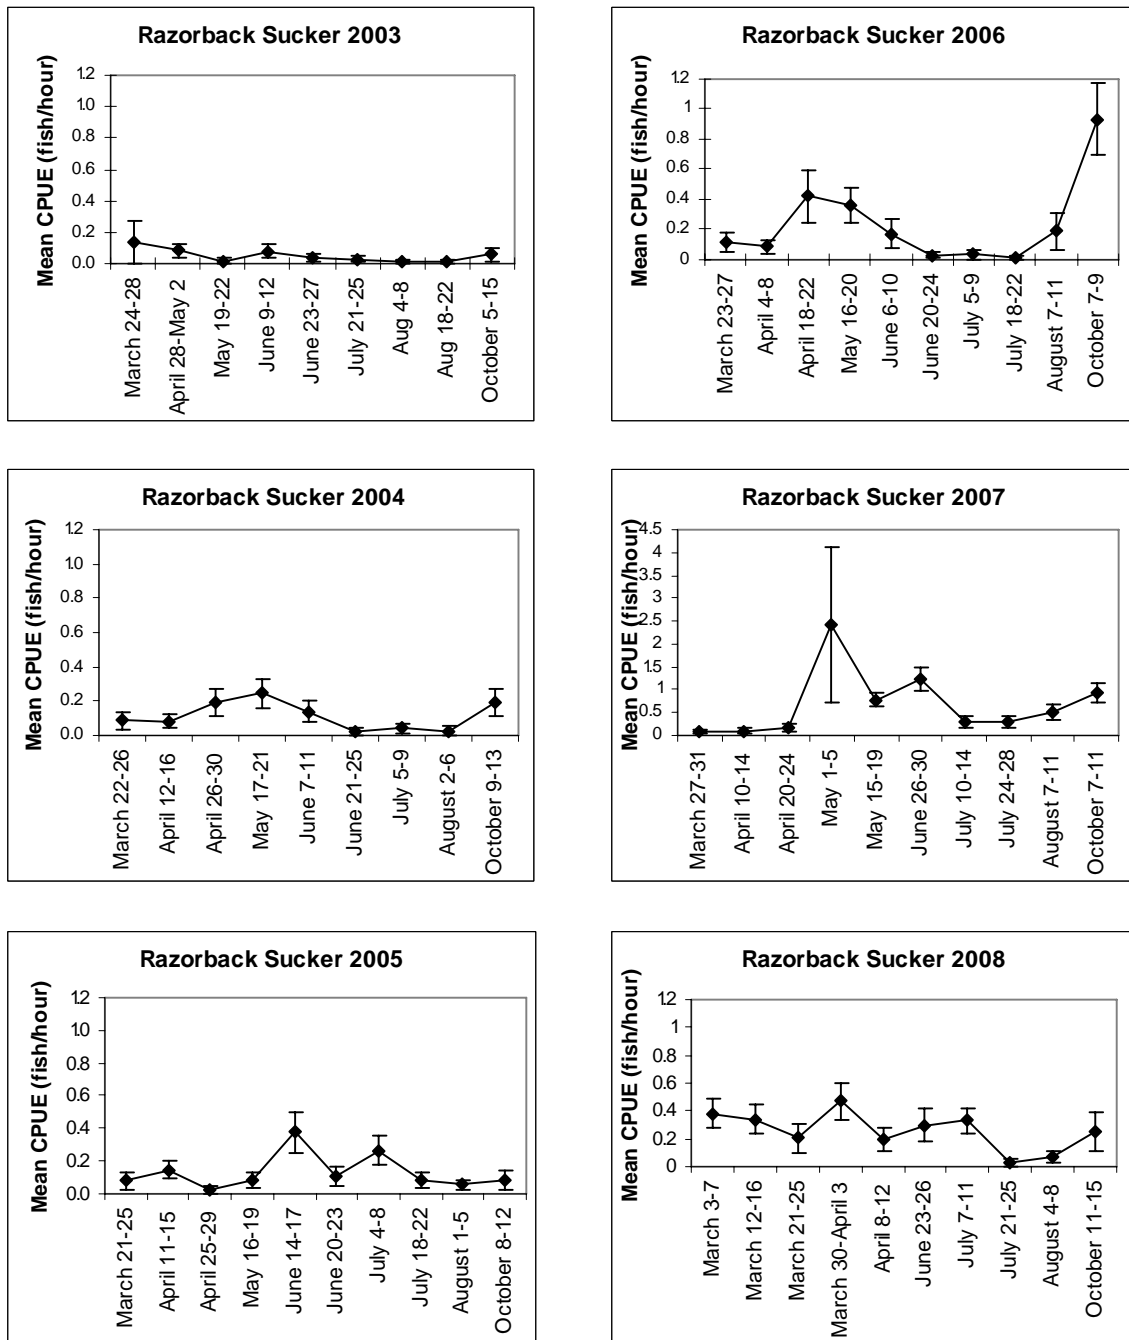 Razorback Sucker 2003
Mean CPUE (fish/hour)
1.2
1.0
0.8
0.6
0.4
0.2
0.0
March 24-28
April 28-May 2
May 19-22
June 9-12
June 23-27
July 21-25
Aug 4-8
Aug 18-22
October 5-15
Razorback Sucker 2006
Mean CPUE (fish/hour)
1.2
1
0.8
0.6
0.4
0.2
0
March 23-27
April 4-8
April 18-22
May 16-20
June 6-10
June 20-24
July 5-9
July 18-22
August 7-11
October 7-9
Razorback Sucker 2004
Mean CPUE (fish/hour)
1.2
1.0
0.8
0.6
0.4
0.2
0.0
March 22-26
April 12-16
April 26-30
May 17-21
June 7-11
June 21-25
July 5-9
August 2-6
October 9-13
Razorback Sucker 2007
Mean CPUE (fish/hour)
4.5
4
3.5
3
2.5
2
1.5
1
0.5
0
March 27-31
April 10-14
April 20-24
May 1-5
May 15-19
June 26-30
July 10-14
July 24-28
August 7-11
October 7-11
Razorback Sucker 2005
Mean CPUE (fish/hour)
1.2
1.0
0.8
0.6
0.4
0.2
0.0
March 21-25
April 11-15
April 25-29
May 16-19
June 14-17
June 20-23
July 4-8
July 18-22
August 1-5
October 8-12
Razorback Sucker 2008
Mean CPUE (fish/hour)
1.2
1
0.8
0.6
0.4
0.2
0
March 3-7
March 12-16
March 21-25
March 30-April 3
April 8-12
June 23-26
July 7-11
July 21-25
August 4-8
October 11-15